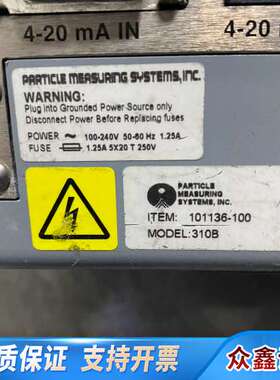 4-20 mA IN
4-20
PARTICLE MEASURING SYSTEMS, INC.
WARNING:
Plug into Grounded Power Source only
Disconnect Power Before Replacing fuses
POWER ~ 100-240V 50-60 Hz 1.25A
FUSE 1.25A 5X20 T 250V
PARTICLE
MEASURING
SYSTEMS, INC.
ITEM: 101136-100
MODEL:310B
质保证 支持开票
众鑫